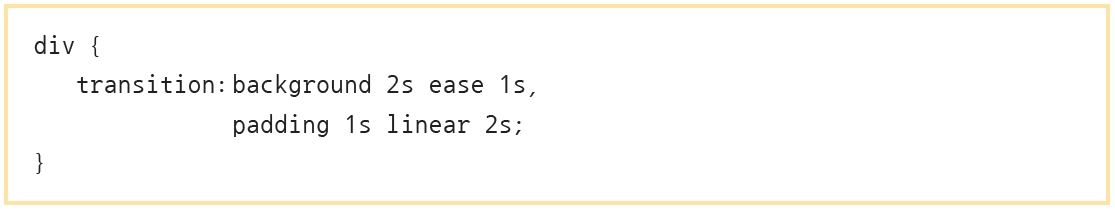 div {
transition: background 2s ease 1s,
padding 1s linear 2s;
}